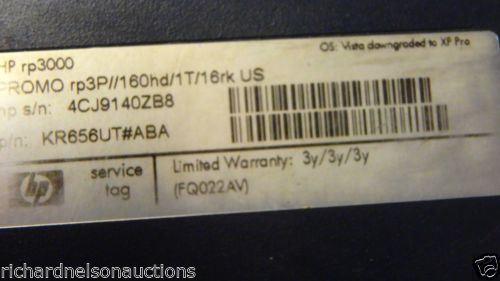 HP rp3000
OS: Vista downgraded to XP Pro
PROMO rp3P//160hd/1T/16rk US
hp s/n: 4CJ9140ZB8
p/n: KR656UT#ABA
hp
service
tag
Limited Warranty: 3y/3y/3y
(FQ022AV)
richardnelsonauctions